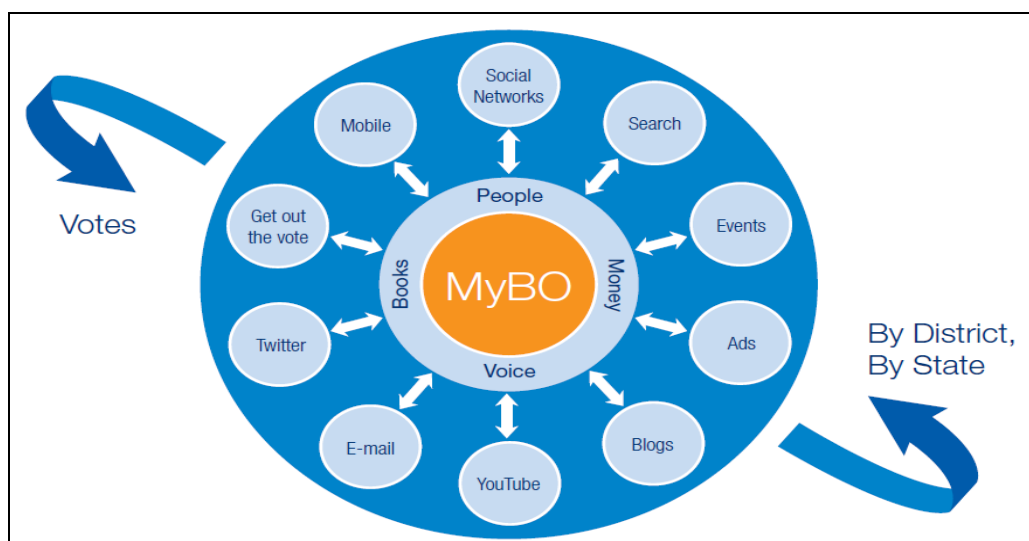 Social
Networks
Mobile
Search
Votes
Get out
the vote
People
Events
Books
MyBO
Money
Twitter
Voice
Ads
By District,
By State
E-mail
YouTube
Blogs